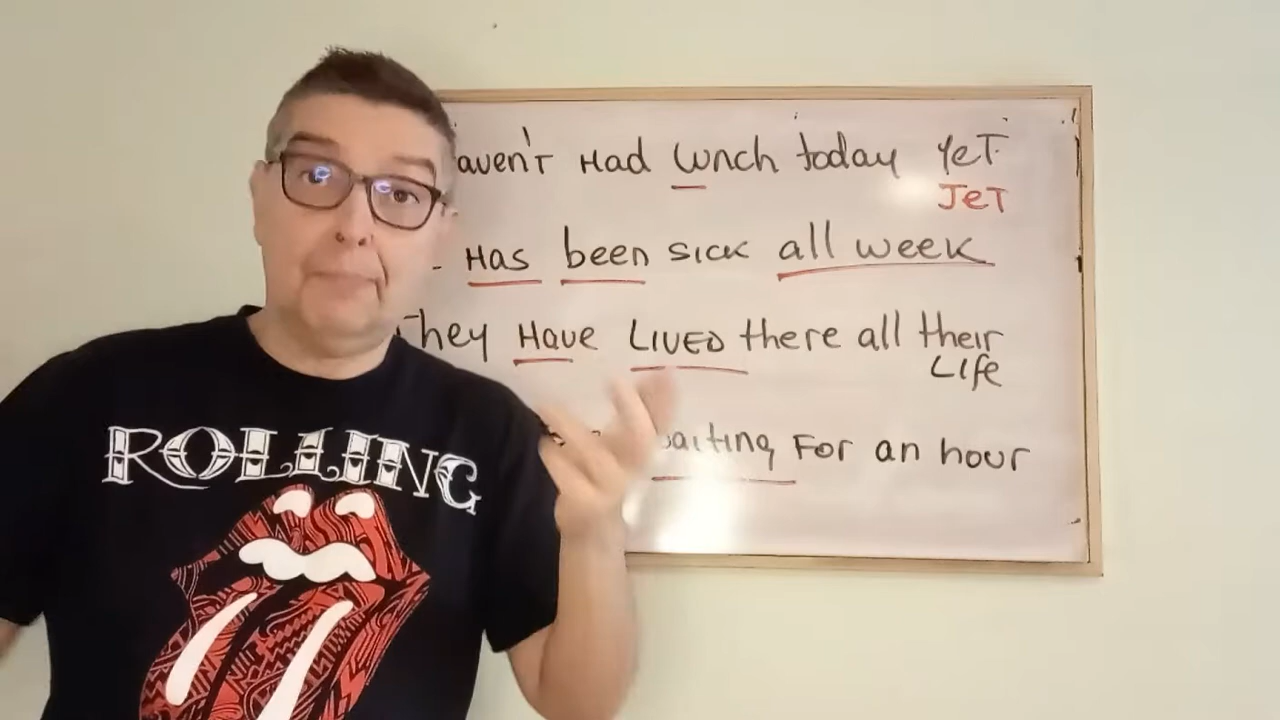 aven't Had Lunch today YeT.
JeT
Has been sick all week
They Have LIVED there all their
Life
waiting For an hour
ROLLING